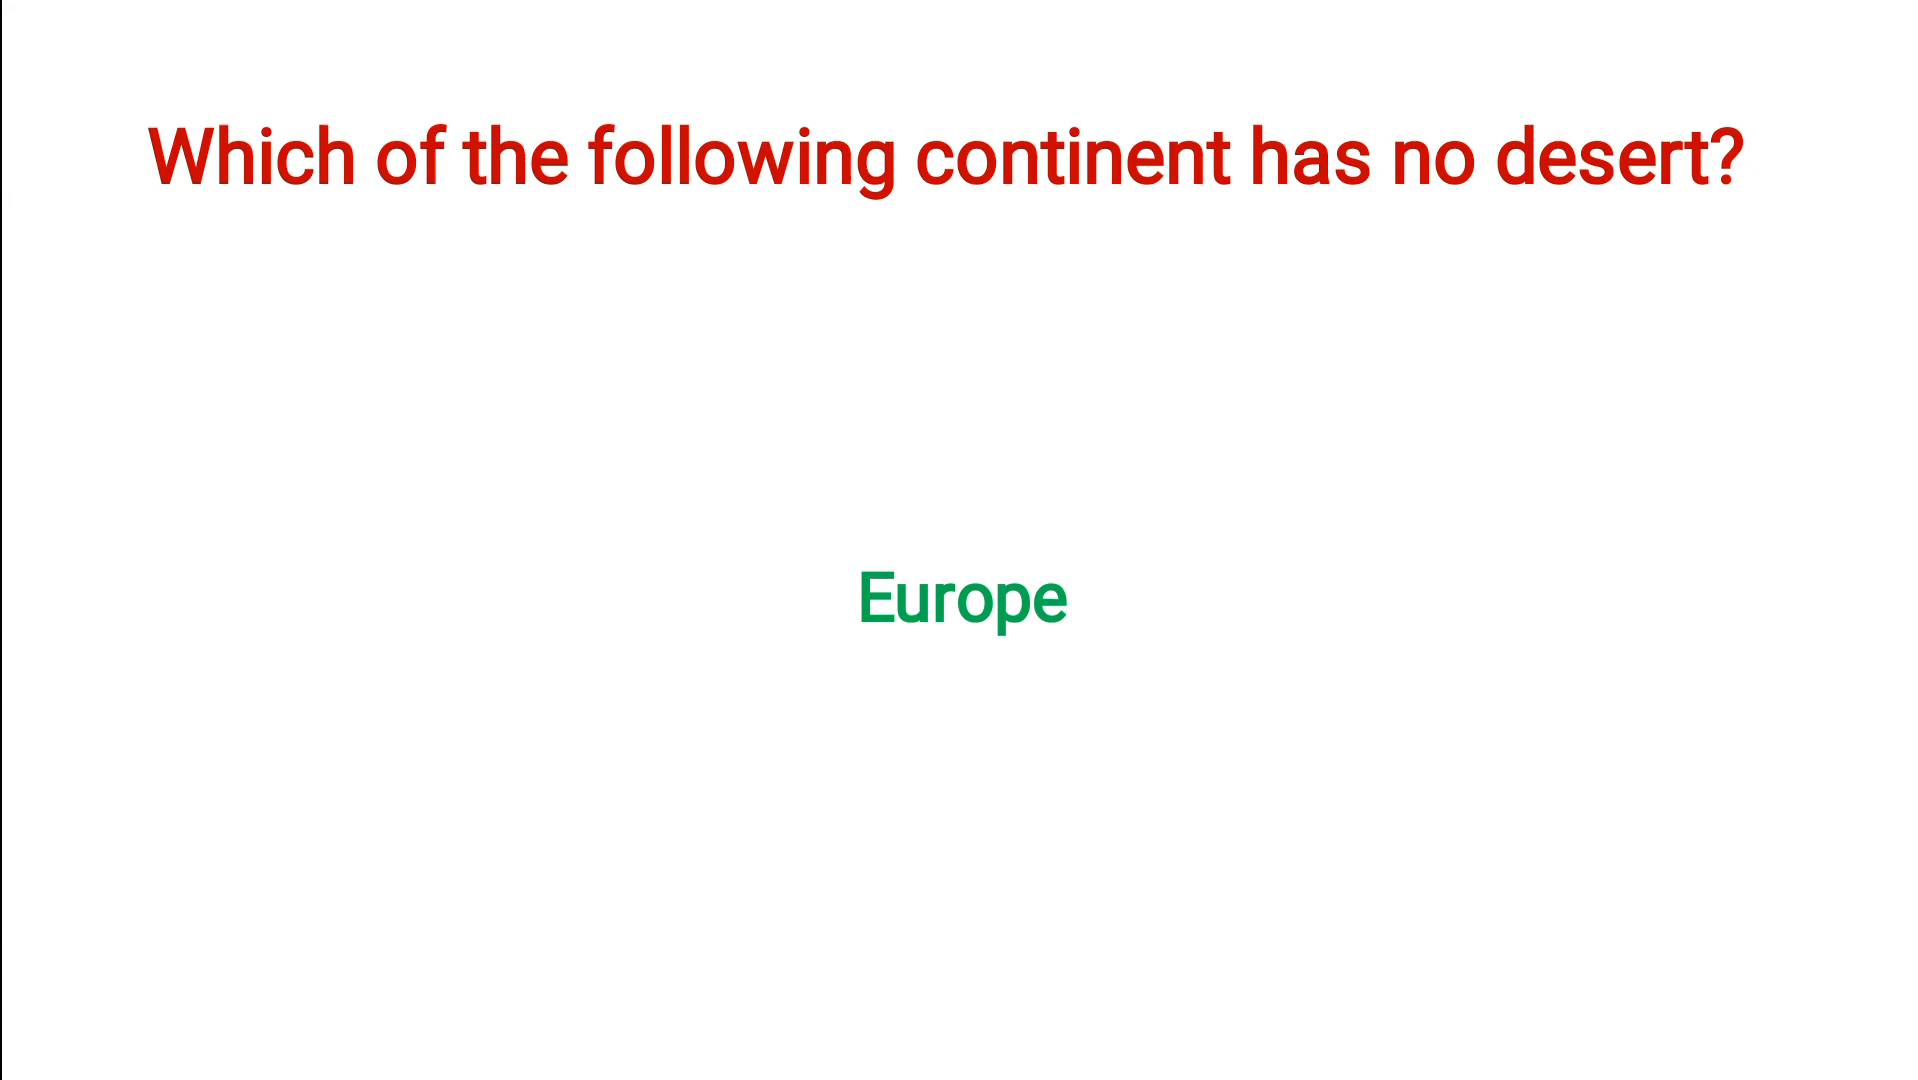 Which of the following continent has no desert?
Europe